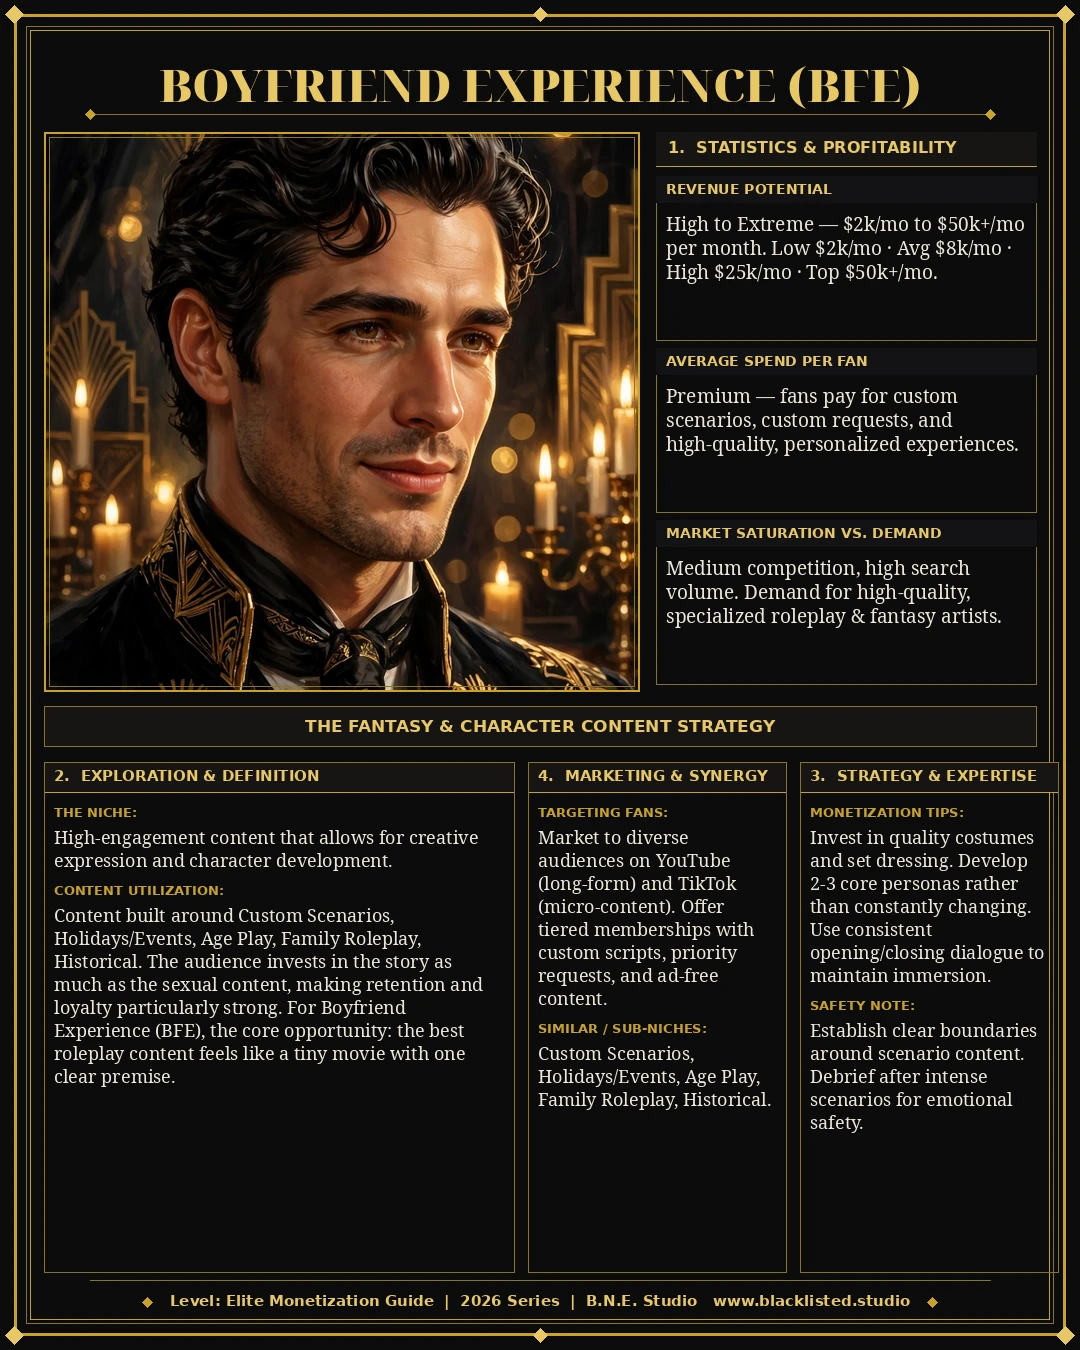 BOYFRIEND EXPERIENCE (BFE)
1. STATISTICS & PROFITABILITY
REVENUE POTENTIAL
High to Extreme — $2k/mo to $50k+/mo
per month. Low $2k/mo · Avg $8k/mo ·
High $25k/mo · Top $50k+/mo.
AVERAGE SPEND PER FAN
Premium — fans pay for custom
scenarios, custom requests, and
high-quality, personalized experiences.
MARKET SATURATION VS. DEMAND
Medium competition, high search
volume. Demand for high-quality,
specialized roleplay & fantasy artists.
THE FANTASY & CHARACTER CONTENT STRATEGY
2. EXPLORATION & DEFINITION
THE NICHE:
High-engagement content that allows for creative
expression and character development.
CONTENT UTILIZATION:
Content built around Custom Scenarios,
Holidays/Events, Age Play, Family Roleplay,
Historical. The audience invests in the story as
much as the sexual content, making retention and
loyalty particularly strong. For Boyfriend
Experience (BFE), the core opportunity: the best
roleplay content feels like a tiny movie with one
clear premise.
4. MARKETING & SYNERGY
TARGETING FANS:
Market to diverse
audiences on YouTube
(long-form) and TikTok
(micro-content). Offer
tiered memberships with
custom scripts, priority
requests, and ad-free
content.
SIMILAR / SUB-NICHES:
Custom Scenarios,
Holidays/Events, Age Play,
Family Roleplay, Historical.
3. STRATEGY & EXPERTISE
MONETIZATION TIPS:
Invest in quality costumes
and set dressing. Develop
2-3 core personas rather
than constantly changing.
Use consistent
opening/closing dialogue to
maintain immersion.
SAFETY NOTE:
Establish clear boundaries
around scenario content.
Debrief after intense
scenarios for emotional
safety.
Level: Elite Monetization Guide | 2026 Series | B.N.E. Studio www.blacklisted.studio